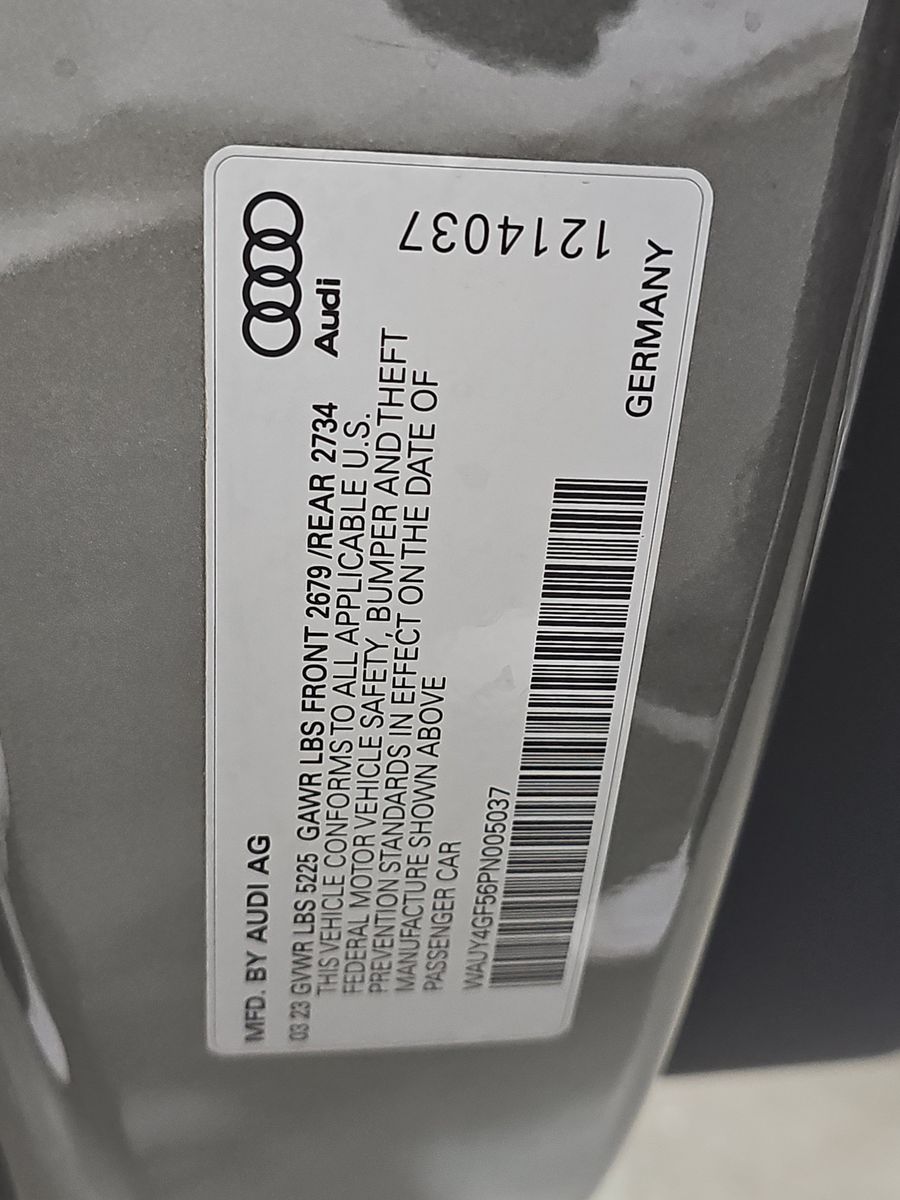 MFD. BY AUDI AG
Audi
03 23 GVWR LBS 5225 GAWR LBS FRONT 2679 /REAR 2734
THIS VEHICLE CONFORMS TO ALL APPLICABLE U.S.
FEDERAL MOTOR VEHICLE SAFETY, BUMPER AND THEFT
PREVENTION STANDARDS IN EFFECT ON THE DATE OF
MANUFACTURE SHOWN ABOVE
PASSENGER CAR
1214037
WAUY4GF56PN005037
GERMANY